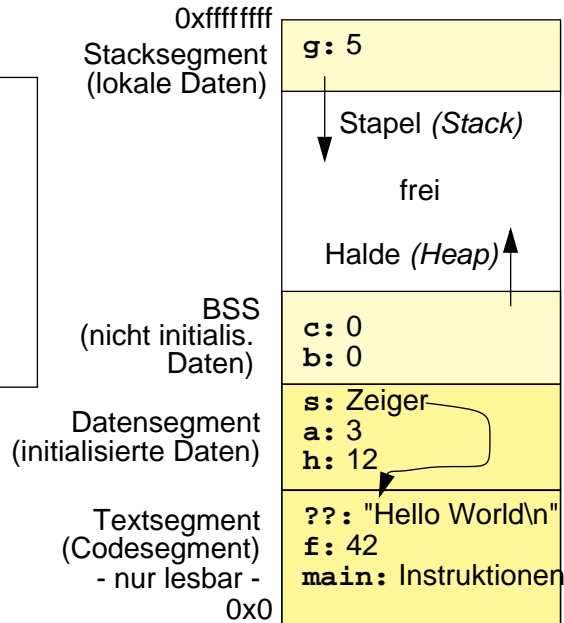 0xffffffff
Stacksegment
(lokale Daten)
g: 5
Stapel (Stack)
frei
Halde (Heap)
BSS
(nicht initialis.
Daten)
c: 0
b: 0
Datensegment
(initialisierte Daten)
s: Zeiger
a: 3
h: 12
Textsegment
(Codesegment)
- nur lesbar -
0x0
??: "Hello World\n"
f: 42
main: Instruktionen